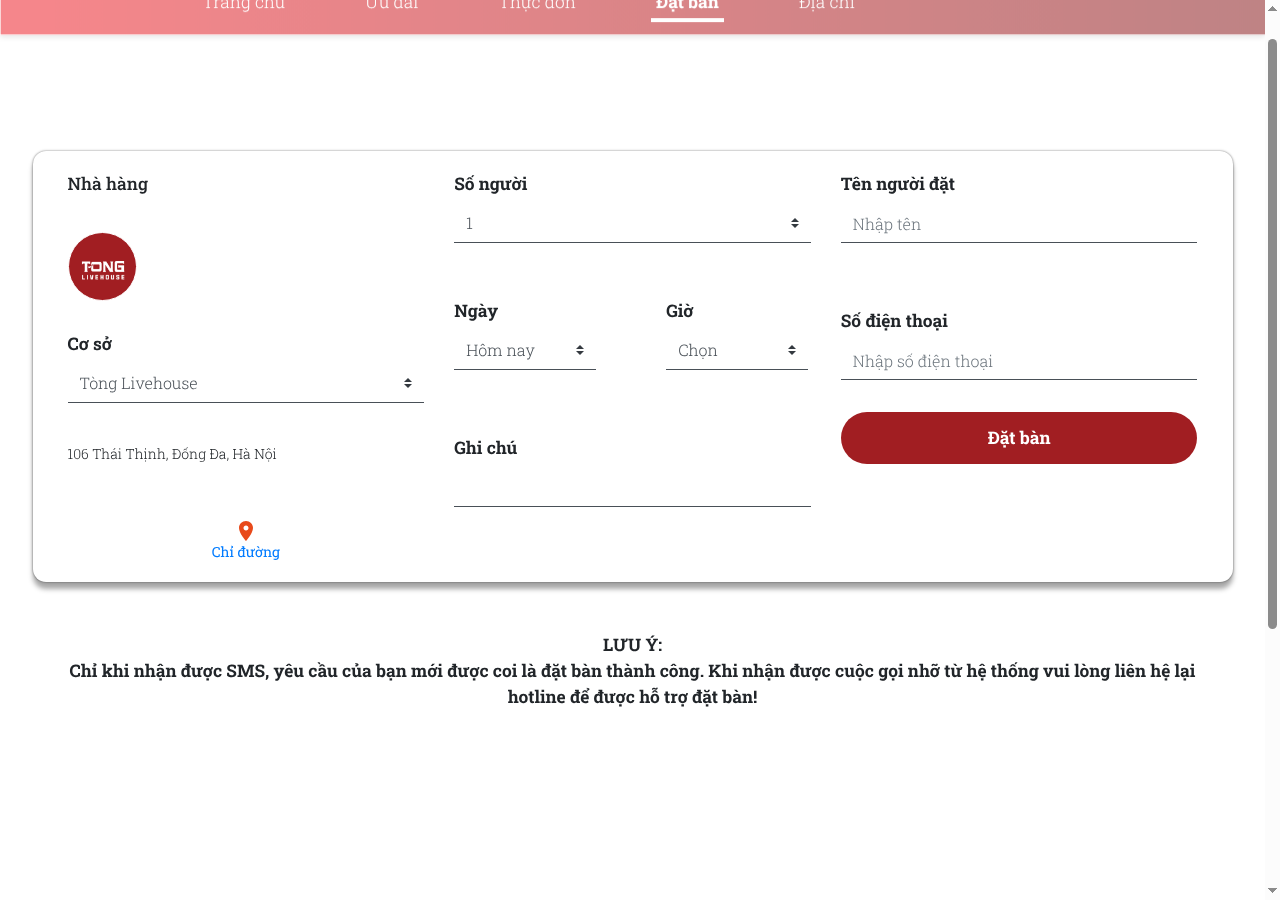 Trang chủ
Ưu đãi
Thực đơn
Đặt bàn
Địa chỉ
Nhà hàng
TONG
LIVEHOUSE
Cơ sở
Tòng Livehouse
106 Thái Thịnh, Đống Đa, Hà Nội
Chỉ đường
Số người
1
Ngày
Giờ
Hôm nay
Chọn
Ghi chú
Tên người đặt
Nhập tên
Số điện thoại
Nhập số điện thoại
Đặt bàn
LƯU Ý:
Chỉ khi nhận được SMS, yêu cầu của bạn mới được coi là đặt bàn thành công. Khi nhận được cuộc gọi nhỡ từ hệ thống vui lòng liên hệ lại
hotline để được hỗ trợ đặt bàn!